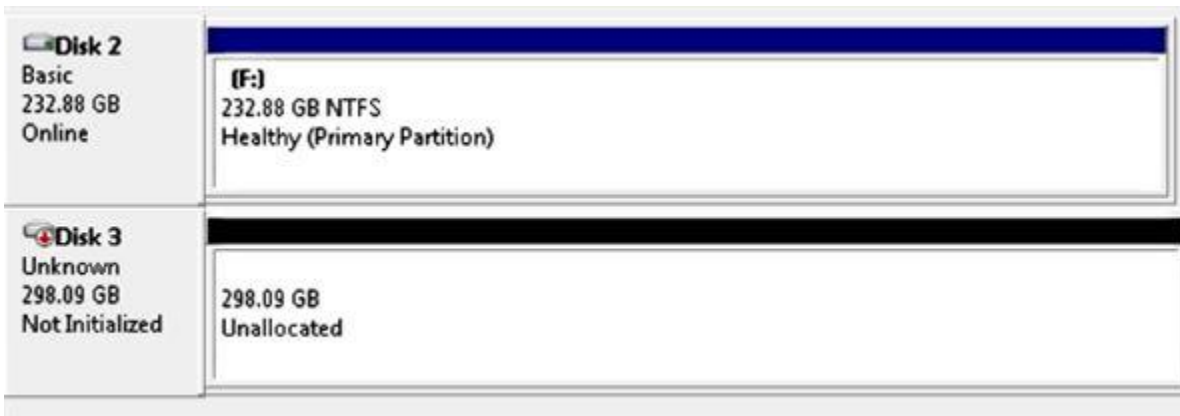 Disk 2
Basic
232.88 GB
Online
(F:)
232.88 GB NTFS
Healthy (Primary Partition)
Disk 3
Unknown
298.09 GB
Not Initialized
298.09 GB
Unallocated